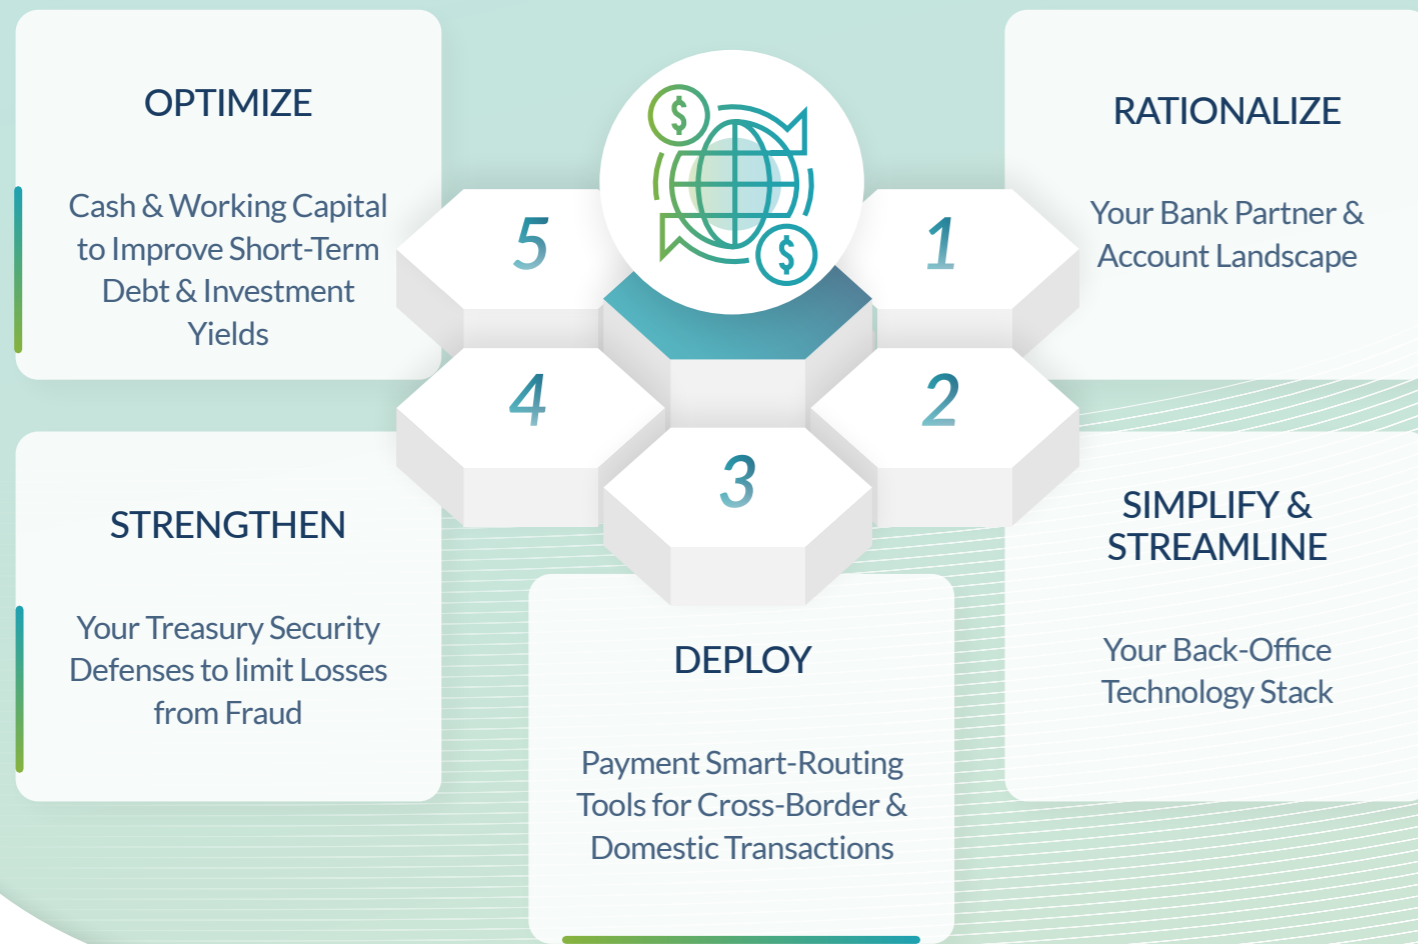 OPTIMIZE
Cash & Working Capital
to Improve Short-Term
Debt & Investment
Yields
5
$
$
1
RATIONALIZE
Your Bank Partner &
Account Landscape
4
2
3
STRENGTHEN
Your Treasury Security
Defenses to limit Losses
from Fraud
DEPLOY
Payment Smart-Routing
Tools for Cross-Border &
Domestic Transactions
SIMPLIFY &
STREAMLINE
Your Back-Office
Technology Stack